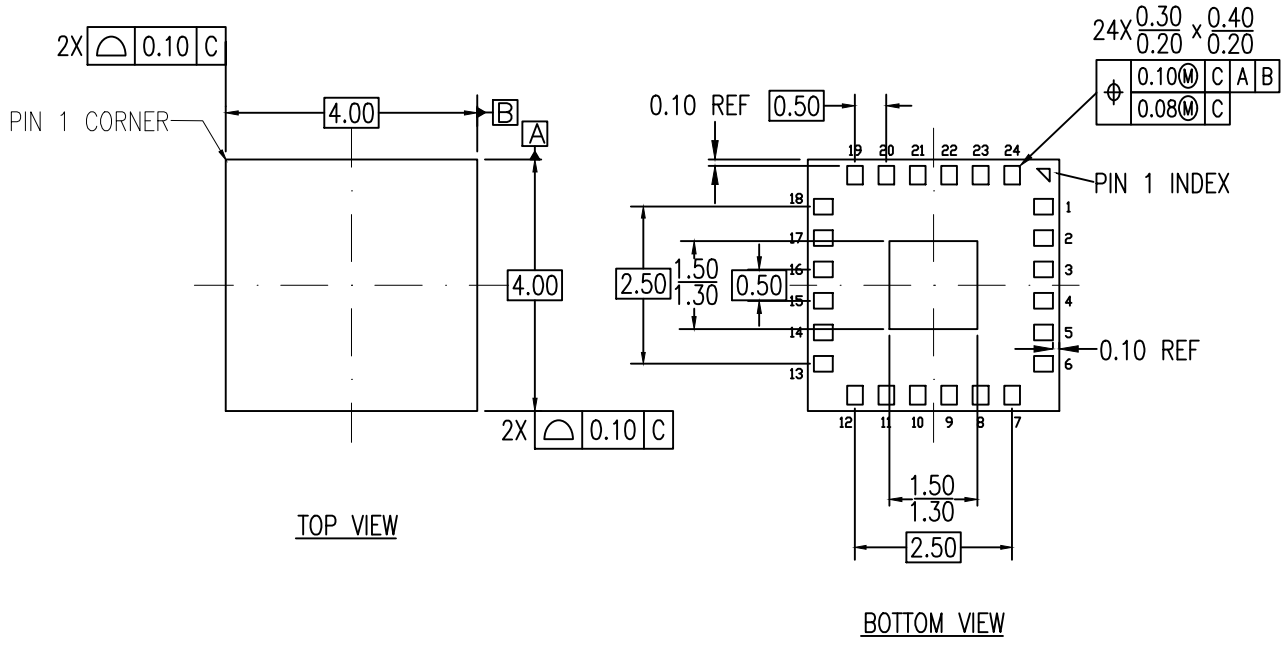 2X ⌓ 0.10 C
PIN 1 CORNER
4.00
B
A
4.00
2X ⌓ 0.10 C
TOP VIEW
24X 0.30/0.20 x 0.40/0.20
⌖ 0.10Ⓜ C A B
0.08Ⓜ C
0.10 REF
0.50
19 20 21 22 23 24
PIN 1 INDEX
18
17
16
15
14
13
1
2
3
4
5
6
2.50
1.50/1.30
0.50
0.10 REF
12 11 10 9 8 7
1.50/1.30
2.50
BOTTOM VIEW